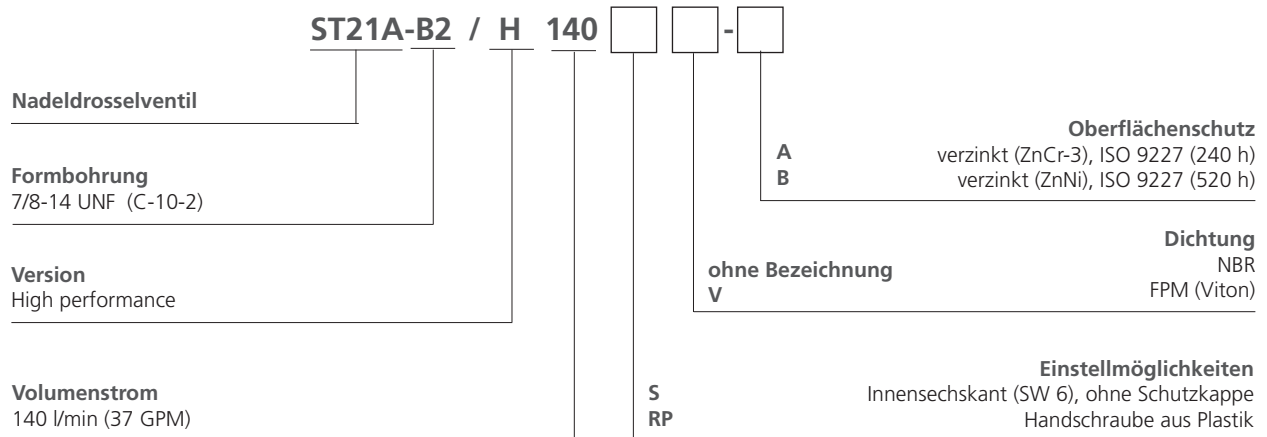 ST21A-B2 / H 140 -
Nadeldrosselventil
Oberflächenschutz
A verzinkt (ZnCr-3), ISO 9227 (240 h)
B verzinkt (ZnNi), ISO 9227 (520 h)
Formbohrung
7/8-14 UNF (C-10-2)
Dichtung
ohne Bezeichnung NBR
V FPM (Viton)
Version
High performance
Einstellmöglichkeiten
S Innensechskant (SW 6), ohne Schutzkappe
RP Handschraube aus Plastik
Volumenstrom
140 l/min (37 GPM)